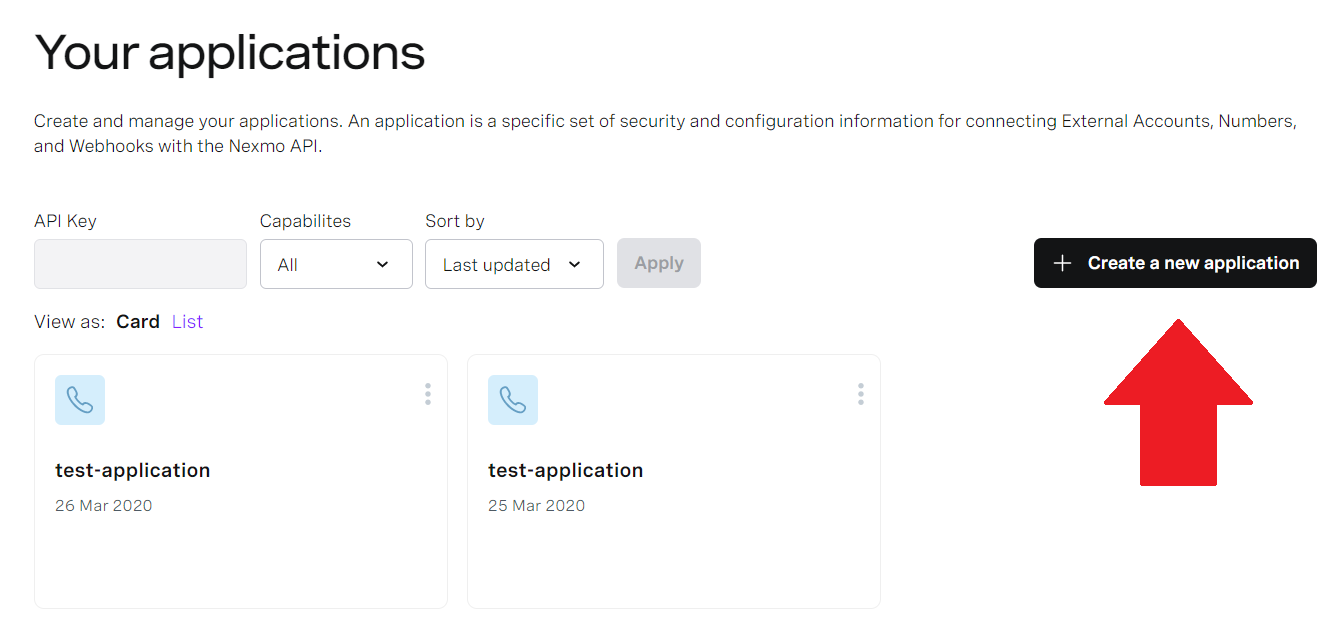 Your applications
Create and manage your applications. An application is a specific set of security and configuration information for connecting External Accounts, Numbers,
and Webhooks with the Nexmo API.
API Key
Capabilites
Sort by
All
Last updated
Apply
Create a new application
View as: Card List
test-application
26 Mar 2020
test-application
25 Mar 2020